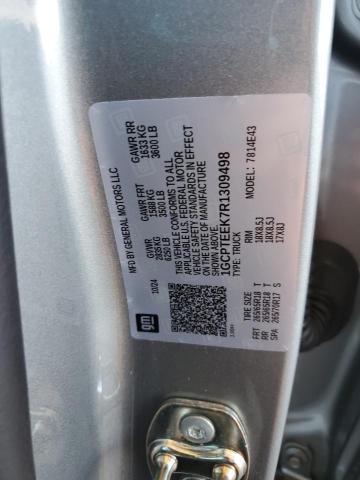 MFD BY GENERAL MOTORS LLC
10/24
GVWR GAWR FRT GAWR RR
2835 KG 1588 KG 1633 KG
6250 LB 3500 LB 3600 LB
THIS VEHICLE CONFORMS TO ALL
APPLICABLE U.S. FEDERAL MOTOR
VEHICLE SAFETY STANDARDS IN EFFECT
ON THE DATE OF MANUFACTURE
SHOWN ABOVE
1GCPTEEK7R1309498
TYPE: TRUCK MODEL: 7 814E43
gm
TIRE SIZE RIM
FRT 265/65R18 T 18X8.5J
RR 265/65R18 T 18X8.5J
SPA 265/70R17 S 17X8J